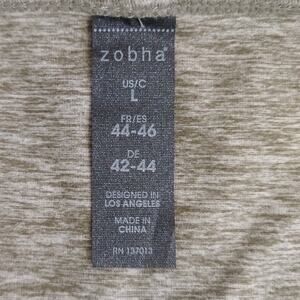 zobha®
US/C
L
FR/ES
44-46
DE
42-44
DESIGNED IN
LOS ANGELES
MADE IN
CHINA
RN 137013